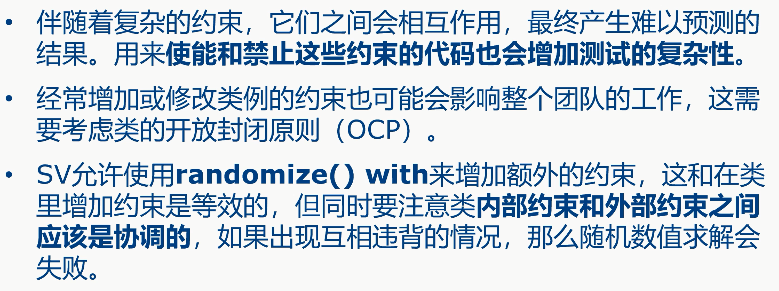 • 伴随着复杂的约束，它们之间会相互作用，最终产生难以预测的
结果。用来使能和禁止这些约束的代码也会增加测试的复杂性。
• 经常增加或修改类例的约束也可能会影响整个团队的工作，这需
要考虑类的开放封闭原则（OCP）。
• SV允许使用randomize() with来增加额外的约束，这和在类
里增加约束是等效的，但同时要注意类内部约束和外部约束之间
应该是协调的，如果出现互相违背的情况，那么随机数值求解会
失败。